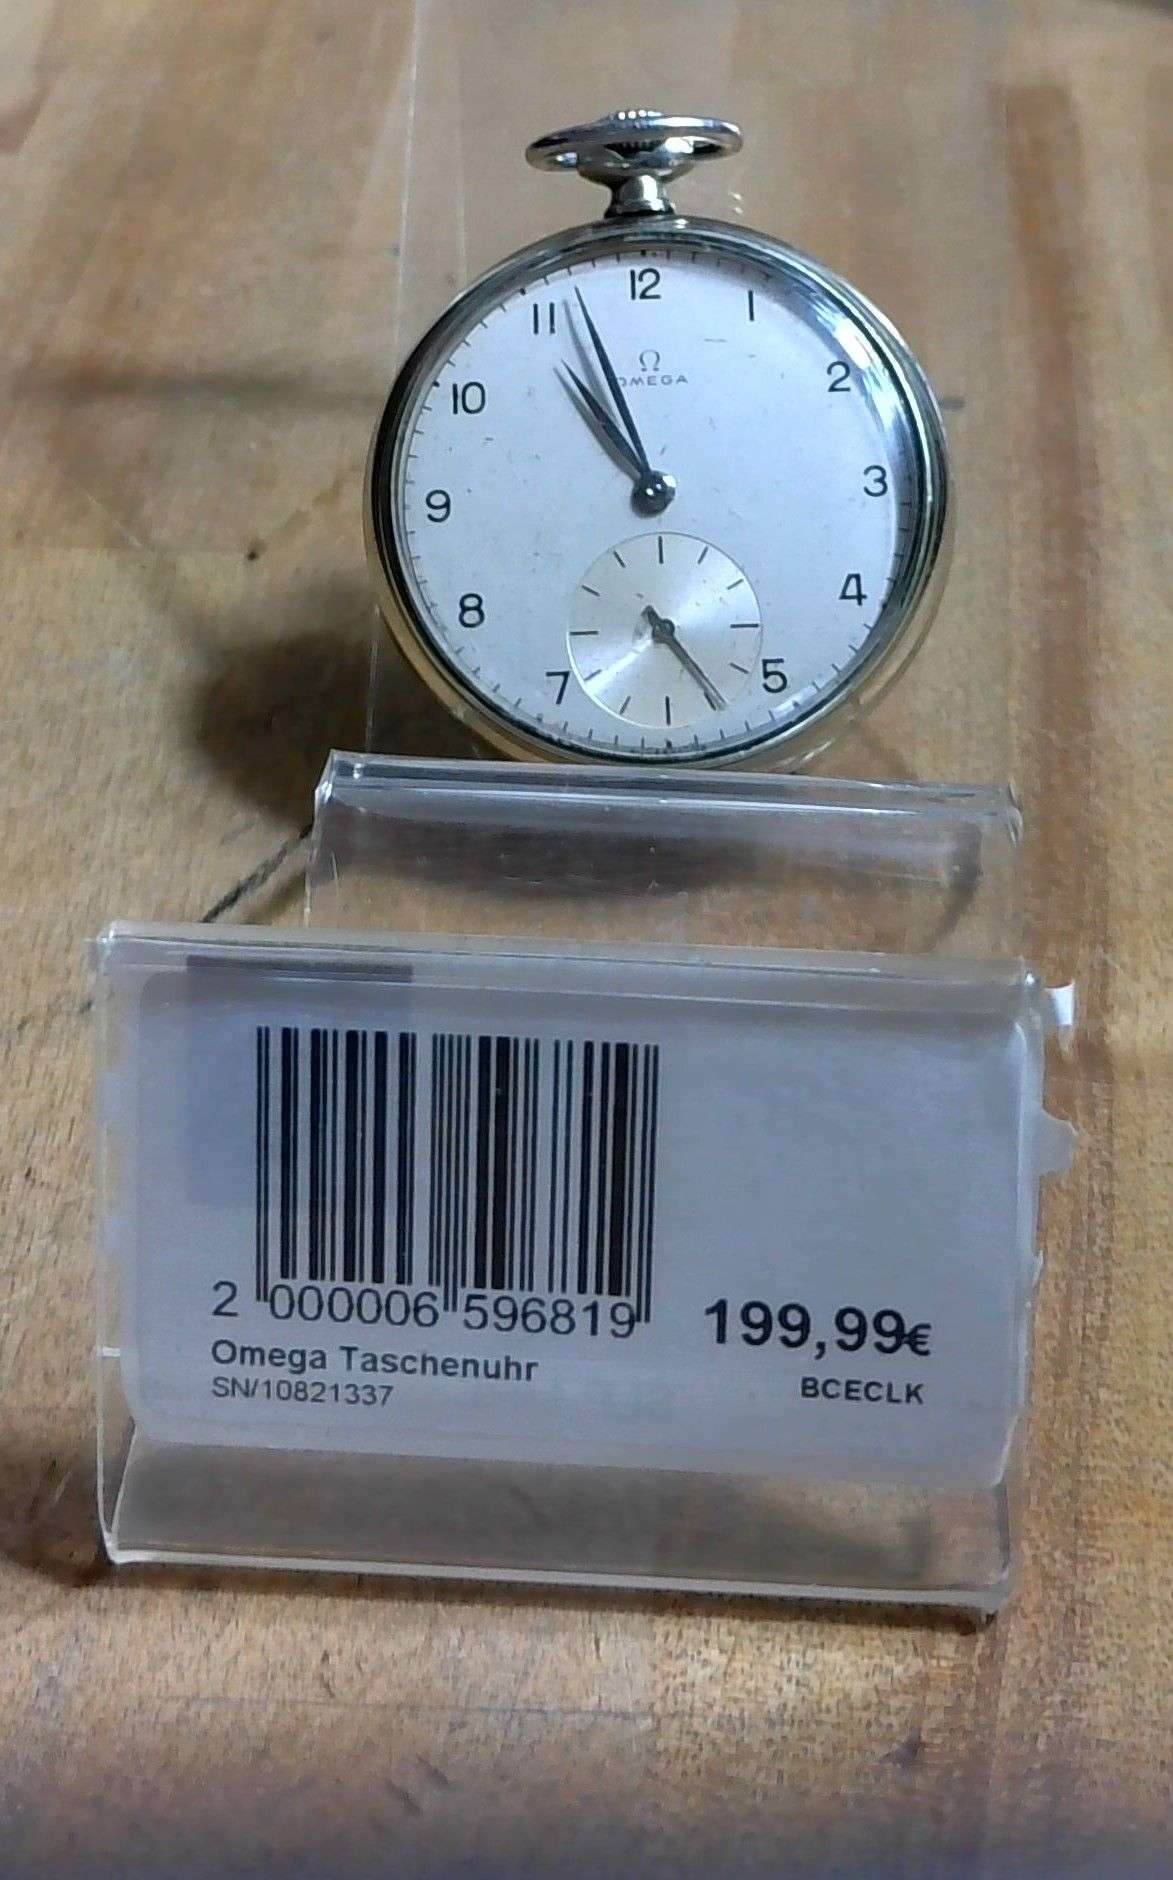 12
11
1
Ω
OMEGA
10
2
9
3
8
4
7
5
2 000006 596819
199,99€
Omega Taschenuhr
SN/10821337
BCECLK